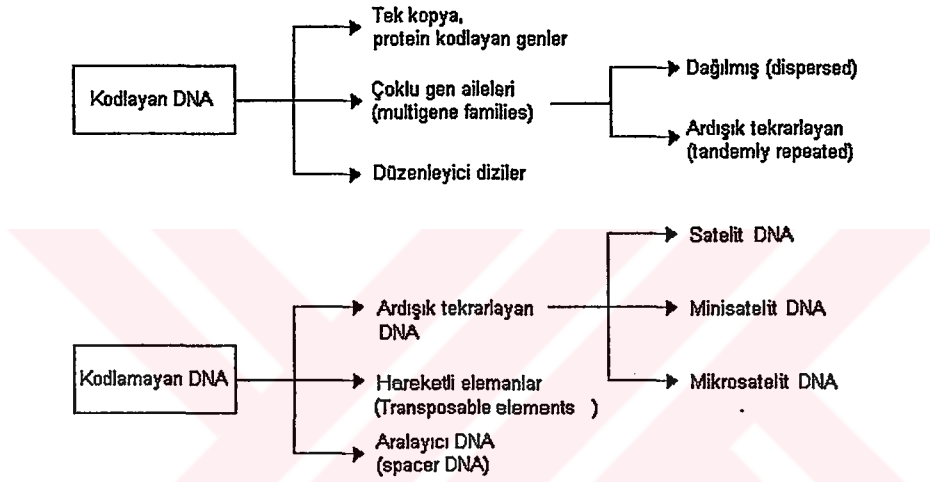 Tek kopya,
protein kodlayan genler
Kodlayan DNA
Çoklu gen aileleri
(multigene families)
Dağılmış (dispersed)
Ardışık tekrarlayan
(tandemly repeated)
Düzenleyici diziler
Satelit DNA
Ardışık tekrarlayan
DNA
Minisatelit DNA
Kodlamayan DNA
Hereketli elemanlar
(Transposable elements )
Mikrosatelit DNA
Aralayıcı DNA
(spacer DNA)